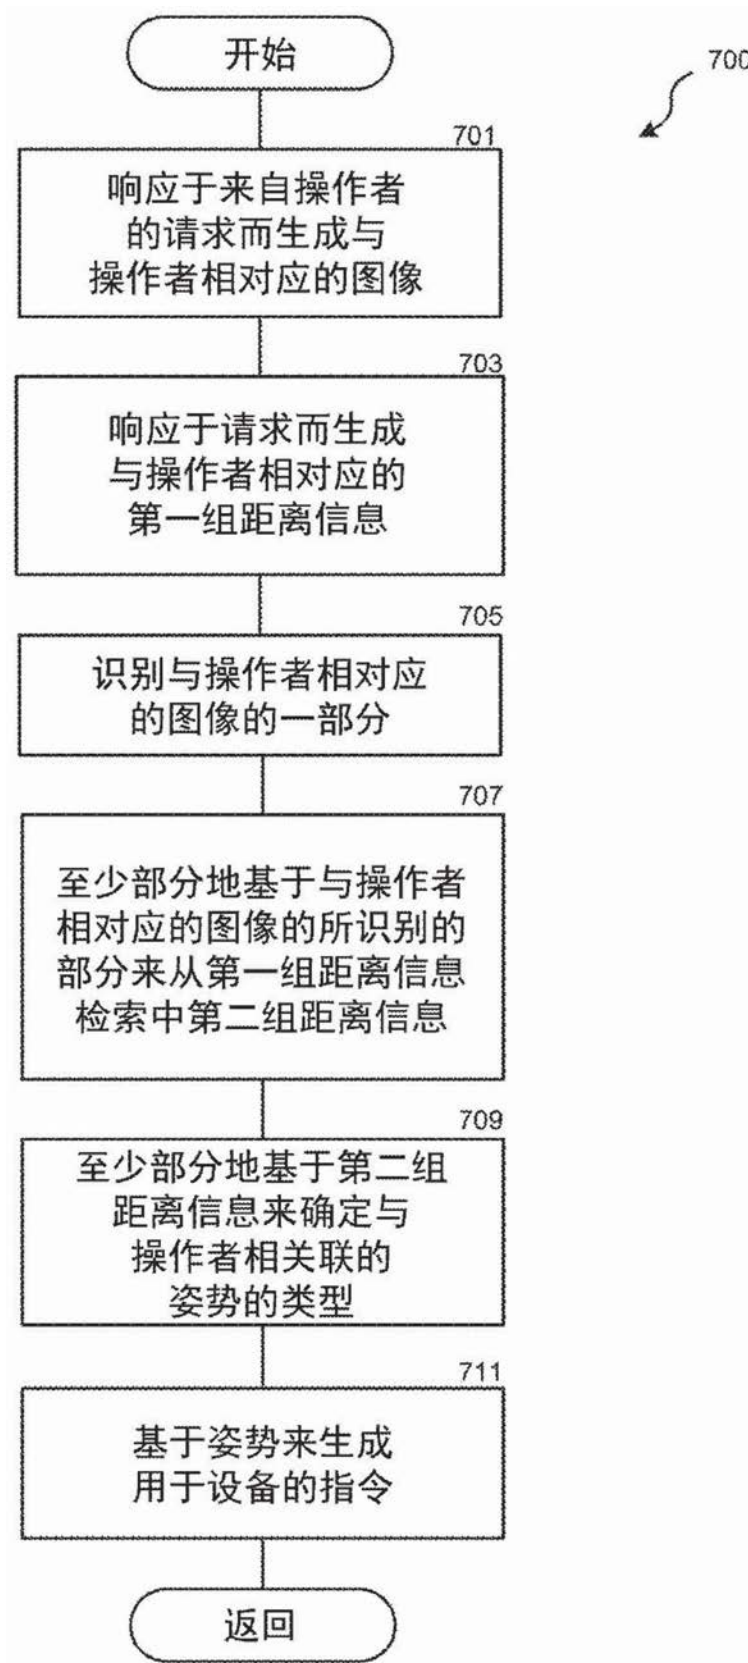 开始
700
701
响应于来自操作者
的请求而生成与
操作者相对应的图像
703
响应于请求而生成
与操作者相对应的
第一组距离信息
705
识别与操作者相对应
的图像的一部分
707
至少部分地基于与操作者
相对应的图像的所识别的
部分来从第一组距离信息
检索中第二组距离信息
709
至少部分地基于第二组
距离信息来确定与
操作者相关联的
姿势的类型
711
基于姿势来生成
用于设备的指令
返回